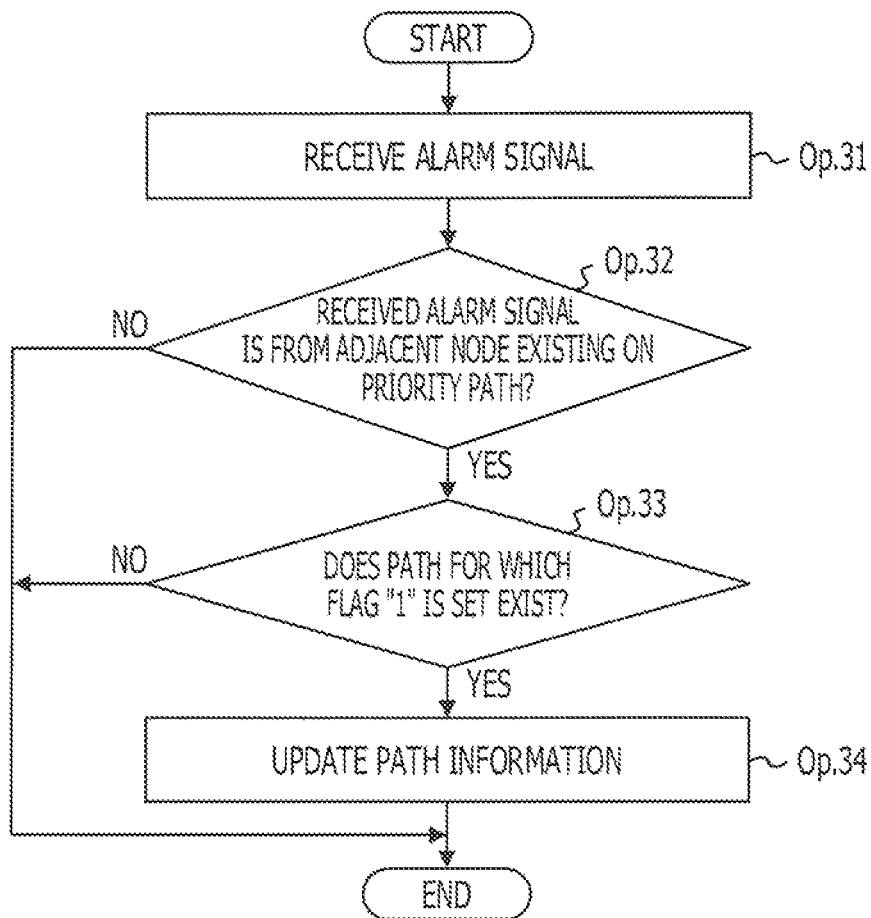 START
RECEIVE ALARM SIGNAL
Op.31
Op.32
RECEIVED ALARM SIGNAL
IS FROM ADJACENT NODE EXISTING ON
PRIORITY PATH?
NO
YES
Op.33
DOES PATH FOR WHICH
FLAG "1" IS SET EXIST?
NO
YES
UPDATE PATH INFORMATION
Op.34
END